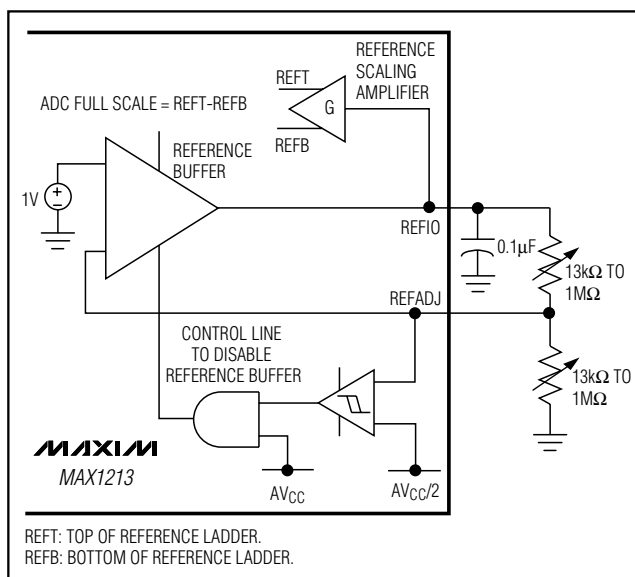 REFERENCE
SCALING
AMPLIFIER
REFT
G
REFB
ADC FULL SCALE = REFT-REFB
REFERENCE
BUFFER
1V
REFIO
0.1µF
13kΩ TO
1MΩ
REFADJ
CONTROL LINE
TO DISABLE
REFERENCE BUFFER
13kΩ TO
1MΩ
MAXIM
MAX1213
AVCC
AVCC/2
REFT: TOP OF REFERENCE LADDER.
REFB: BOTTOM OF REFERENCE LADDER.